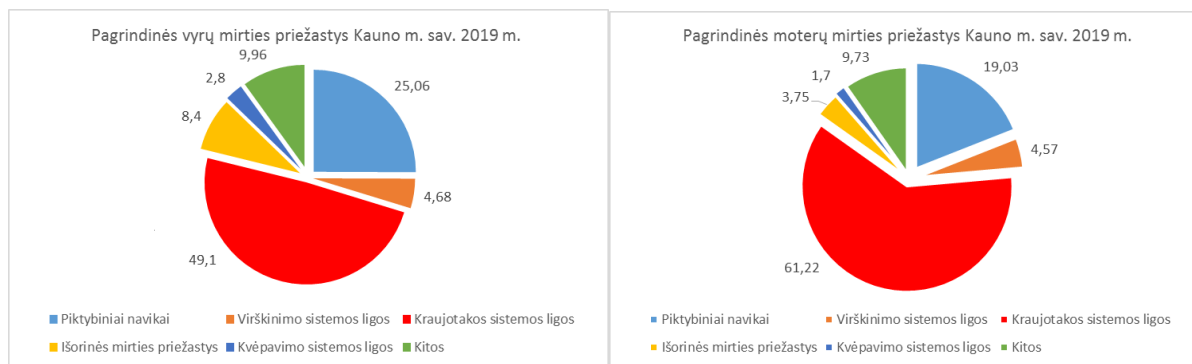 Pagrindinės vyrų mirties priežastys Kauno m. sav. 2019 m.
9,96
2,8
25,06
8,4
4,68
49,1
Piktybiniai navikai
Virškinimo sistemos ligos
Kraujotakos sistemos ligos
Išorinės mirties priežastys
Kvėpavimo sistemos ligos
Kitos
Pagrindinės moterų mirties priežastys Kauno m. sav. 2019 m.
9,73
1,7
19,03
3,75
4,57
61,22
Piktybiniai navikai
Virškinimo sistemos ligos
Kraujotakos sistemos ligos
Išorinės mirties priežastys
Kvėpavimo sistemos ligos
Kitos